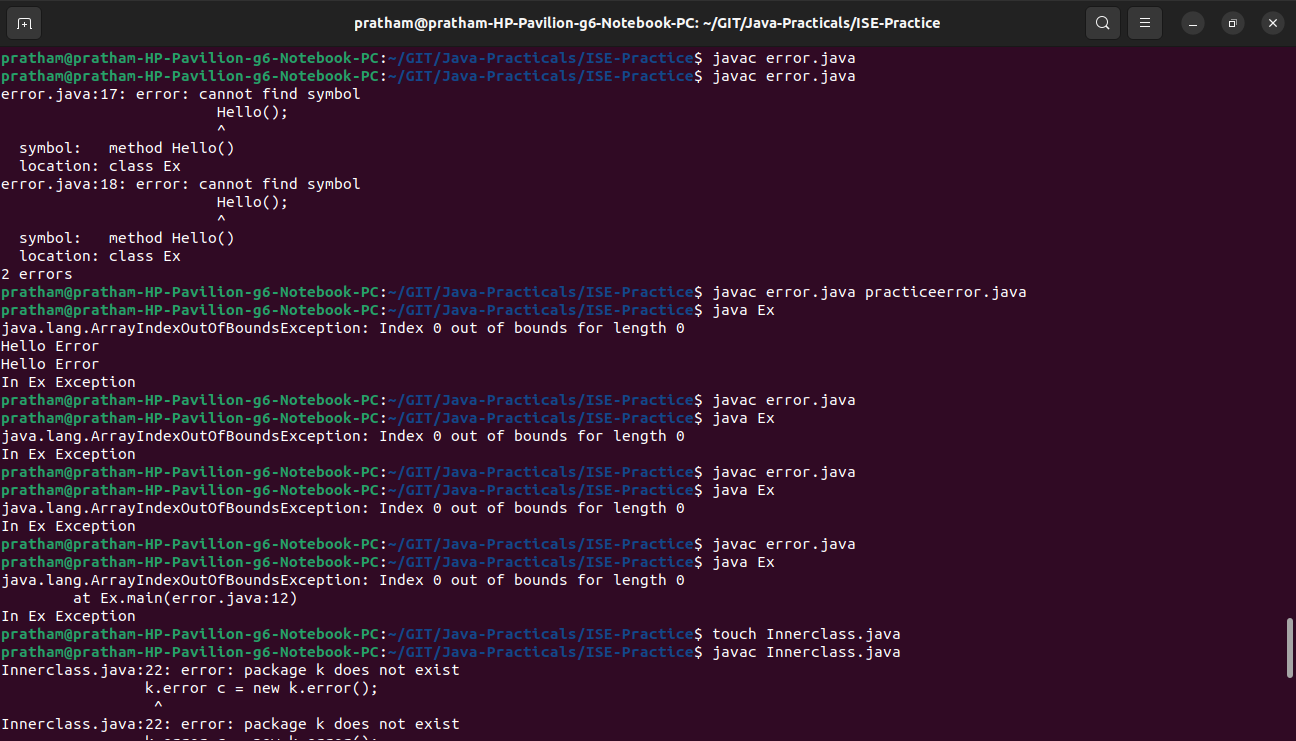 pratham@pratham-HP-Pavilion-g6-Notebook-PC: ~/GIT/Java-Practicals/ISE-Practice
pratham@pratham-HP-Pavilion-g6-Notebook-PC:~/GIT/Java-Practicals/ISE-Practice$ javac error.java
pratham@pratham-HP-Pavilion-g6-Notebook-PC:~/GIT/Java-Practicals/ISE-Practice$ javac error.java
error.java:17: error: cannot find symbol
                        Hello();
                        ^
  symbol:   method Hello()
  location: class Ex
error.java:18: error: cannot find symbol
                        Hello();
                        ^
  symbol:   method Hello()
  location: class Ex
2 errors
pratham@pratham-HP-Pavilion-g6-Notebook-PC:~/GIT/Java-Practicals/ISE-Practice$ javac error.java practiceerror.java
pratham@pratham-HP-Pavilion-g6-Notebook-PC:~/GIT/Java-Practicals/ISE-Practice$ java Ex
java.lang.ArrayIndexOutOfBoundsException: Index 0 out of bounds for length 0
Hello Error
Hello Error
In Ex Exception
pratham@pratham-HP-Pavilion-g6-Notebook-PC:~/GIT/Java-Practicals/ISE-Practice$ javac error.java
pratham@pratham-HP-Pavilion-g6-Notebook-PC:~/GIT/Java-Practicals/ISE-Practice$ java Ex
java.lang.ArrayIndexOutOfBoundsException: Index 0 out of bounds for length 0
In Ex Exception
pratham@pratham-HP-Pavilion-g6-Notebook-PC:~/GIT/Java-Practicals/ISE-Practice$ javac error.java
pratham@pratham-HP-Pavilion-g6-Notebook-PC:~/GIT/Java-Practicals/ISE-Practice$ java Ex
java.lang.ArrayIndexOutOfBoundsException: Index 0 out of bounds for length 0
In Ex Exception
pratham@pratham-HP-Pavilion-g6-Notebook-PC:~/GIT/Java-Practicals/ISE-Practice$ javac error.java
pratham@pratham-HP-Pavilion-g6-Notebook-PC:~/GIT/Java-Practicals/ISE-Practice$ java Ex
java.lang.ArrayIndexOutOfBoundsException: Index 0 out of bounds for length 0
        at Ex.main(error.java:12)
In Ex Exception
pratham@pratham-HP-Pavilion-g6-Notebook-PC:~/GIT/Java-Practicals/ISE-Practice$ touch Innerclass.java
pratham@pratham-HP-Pavilion-g6-Notebook-PC:~/GIT/Java-Practicals/ISE-Practice$ javac Innerclass.java
Innerclass.java:22: error: package k does not exist
                k.error c = new k.error();
                 ^
Innerclass.java:22: error: package k does not exist
                k.error c = new k.error();